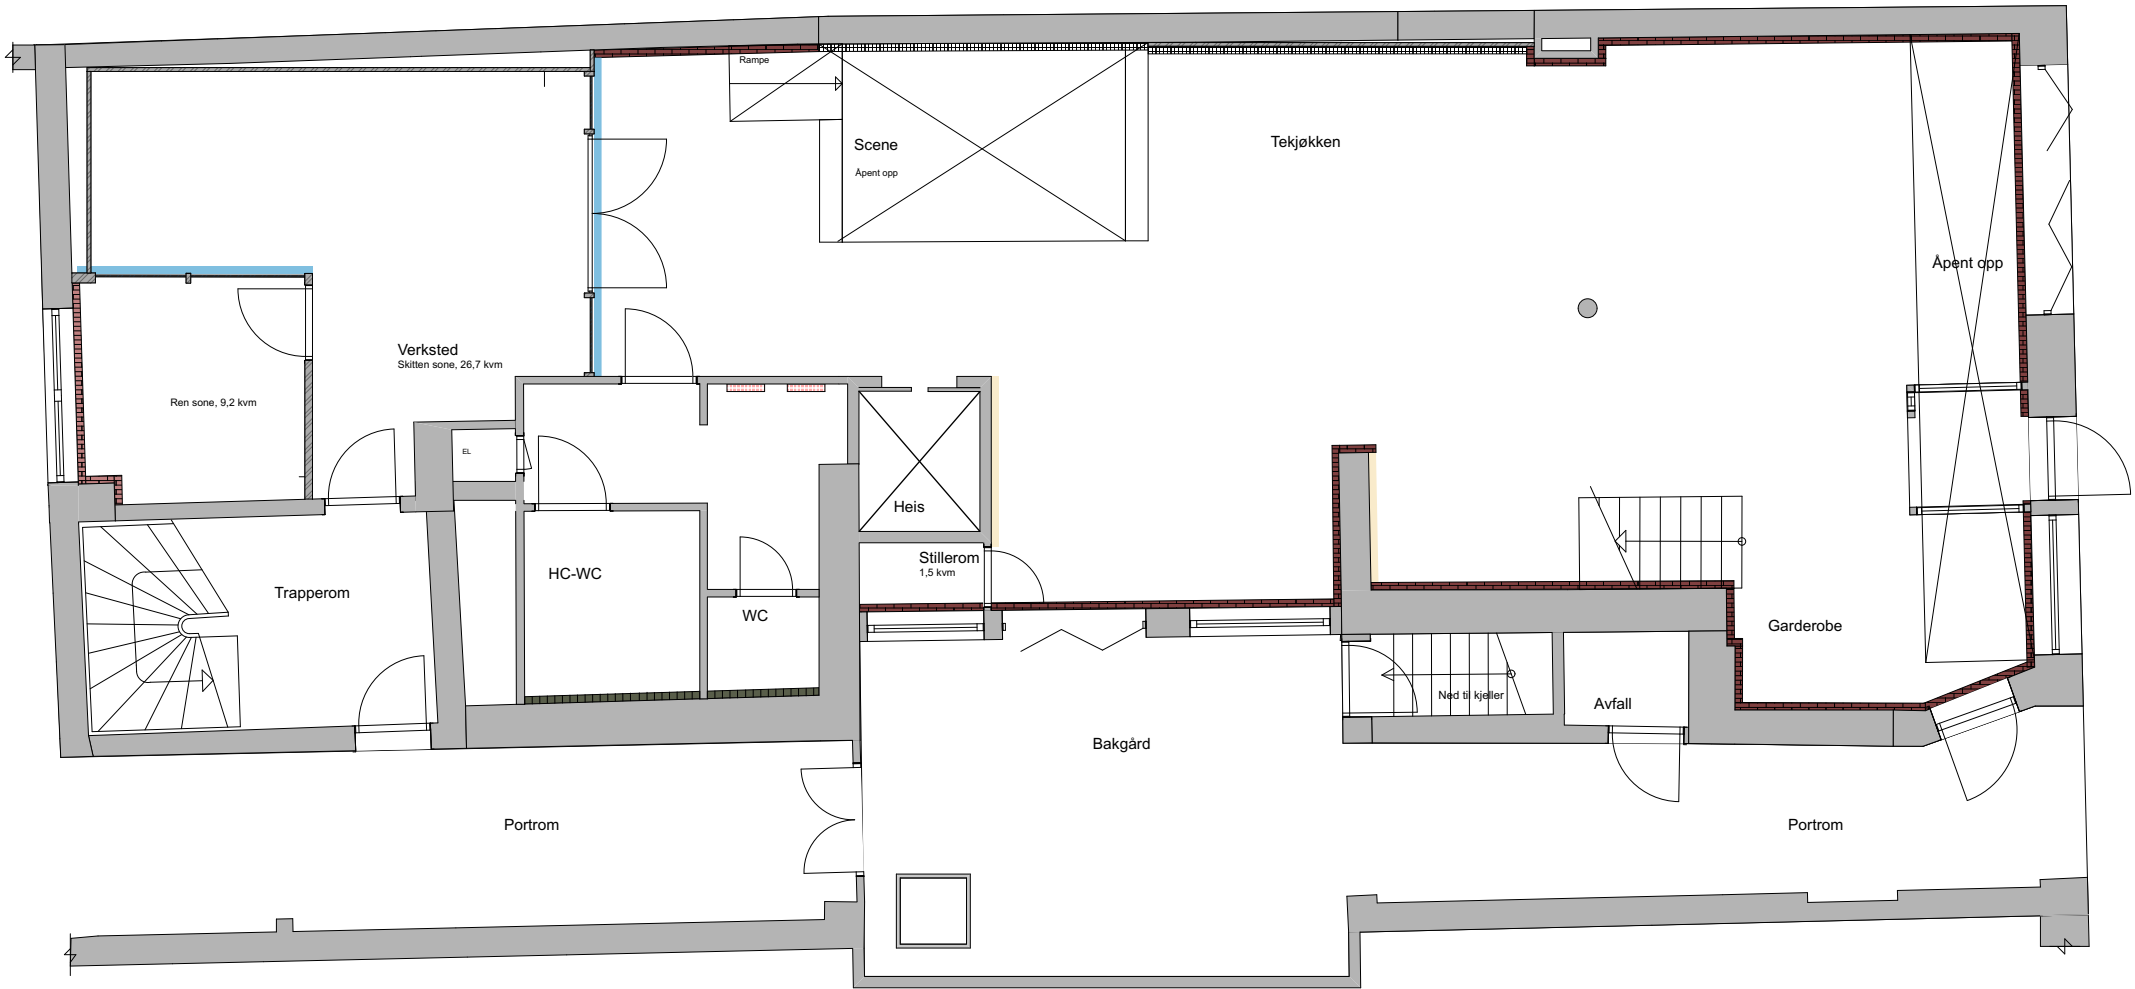 Rampe
Scene
Åpent opp
Tekjøkken
Åpent opp
Verksted
Skitten sone, 26,7 kvm
Ren sone, 9,2 kvm
EL
Heis
Stillerom
1,5 kvm
HC-WC
Trapperom
WC
Garderobe
Ned til kjeller
Avfall
Bakgård
Portrom
Portrom